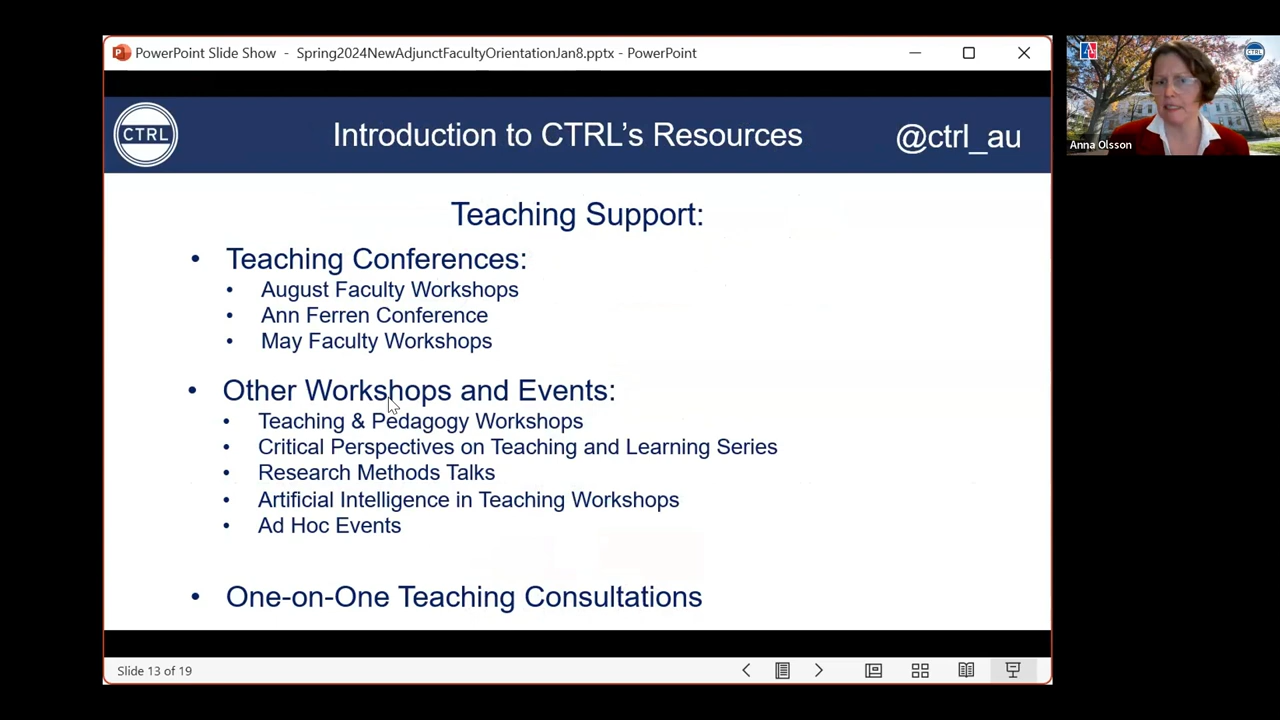 PowerPoint Slide Show - Spring2024NewAdjunctFacultyOrientationJan8.pptx - PowerPoint
CTRL
Introduction to CTRL's Resources
@ctrl_au
Teaching Support:
• Teaching Conferences:
• August Faculty Workshops
• Ann Ferren Conference
• May Faculty Workshops
• Other Workshops and Events:
• Teaching & Pedagogy Workshops
• Critical Perspectives on Teaching and Learning Series
• Research Methods Talks
• Artificial Intelligence in Teaching Workshops
• Ad Hoc Events
• One-on-One Teaching Consultations
Slide 13 of 19
CTRL
Anna Olsson